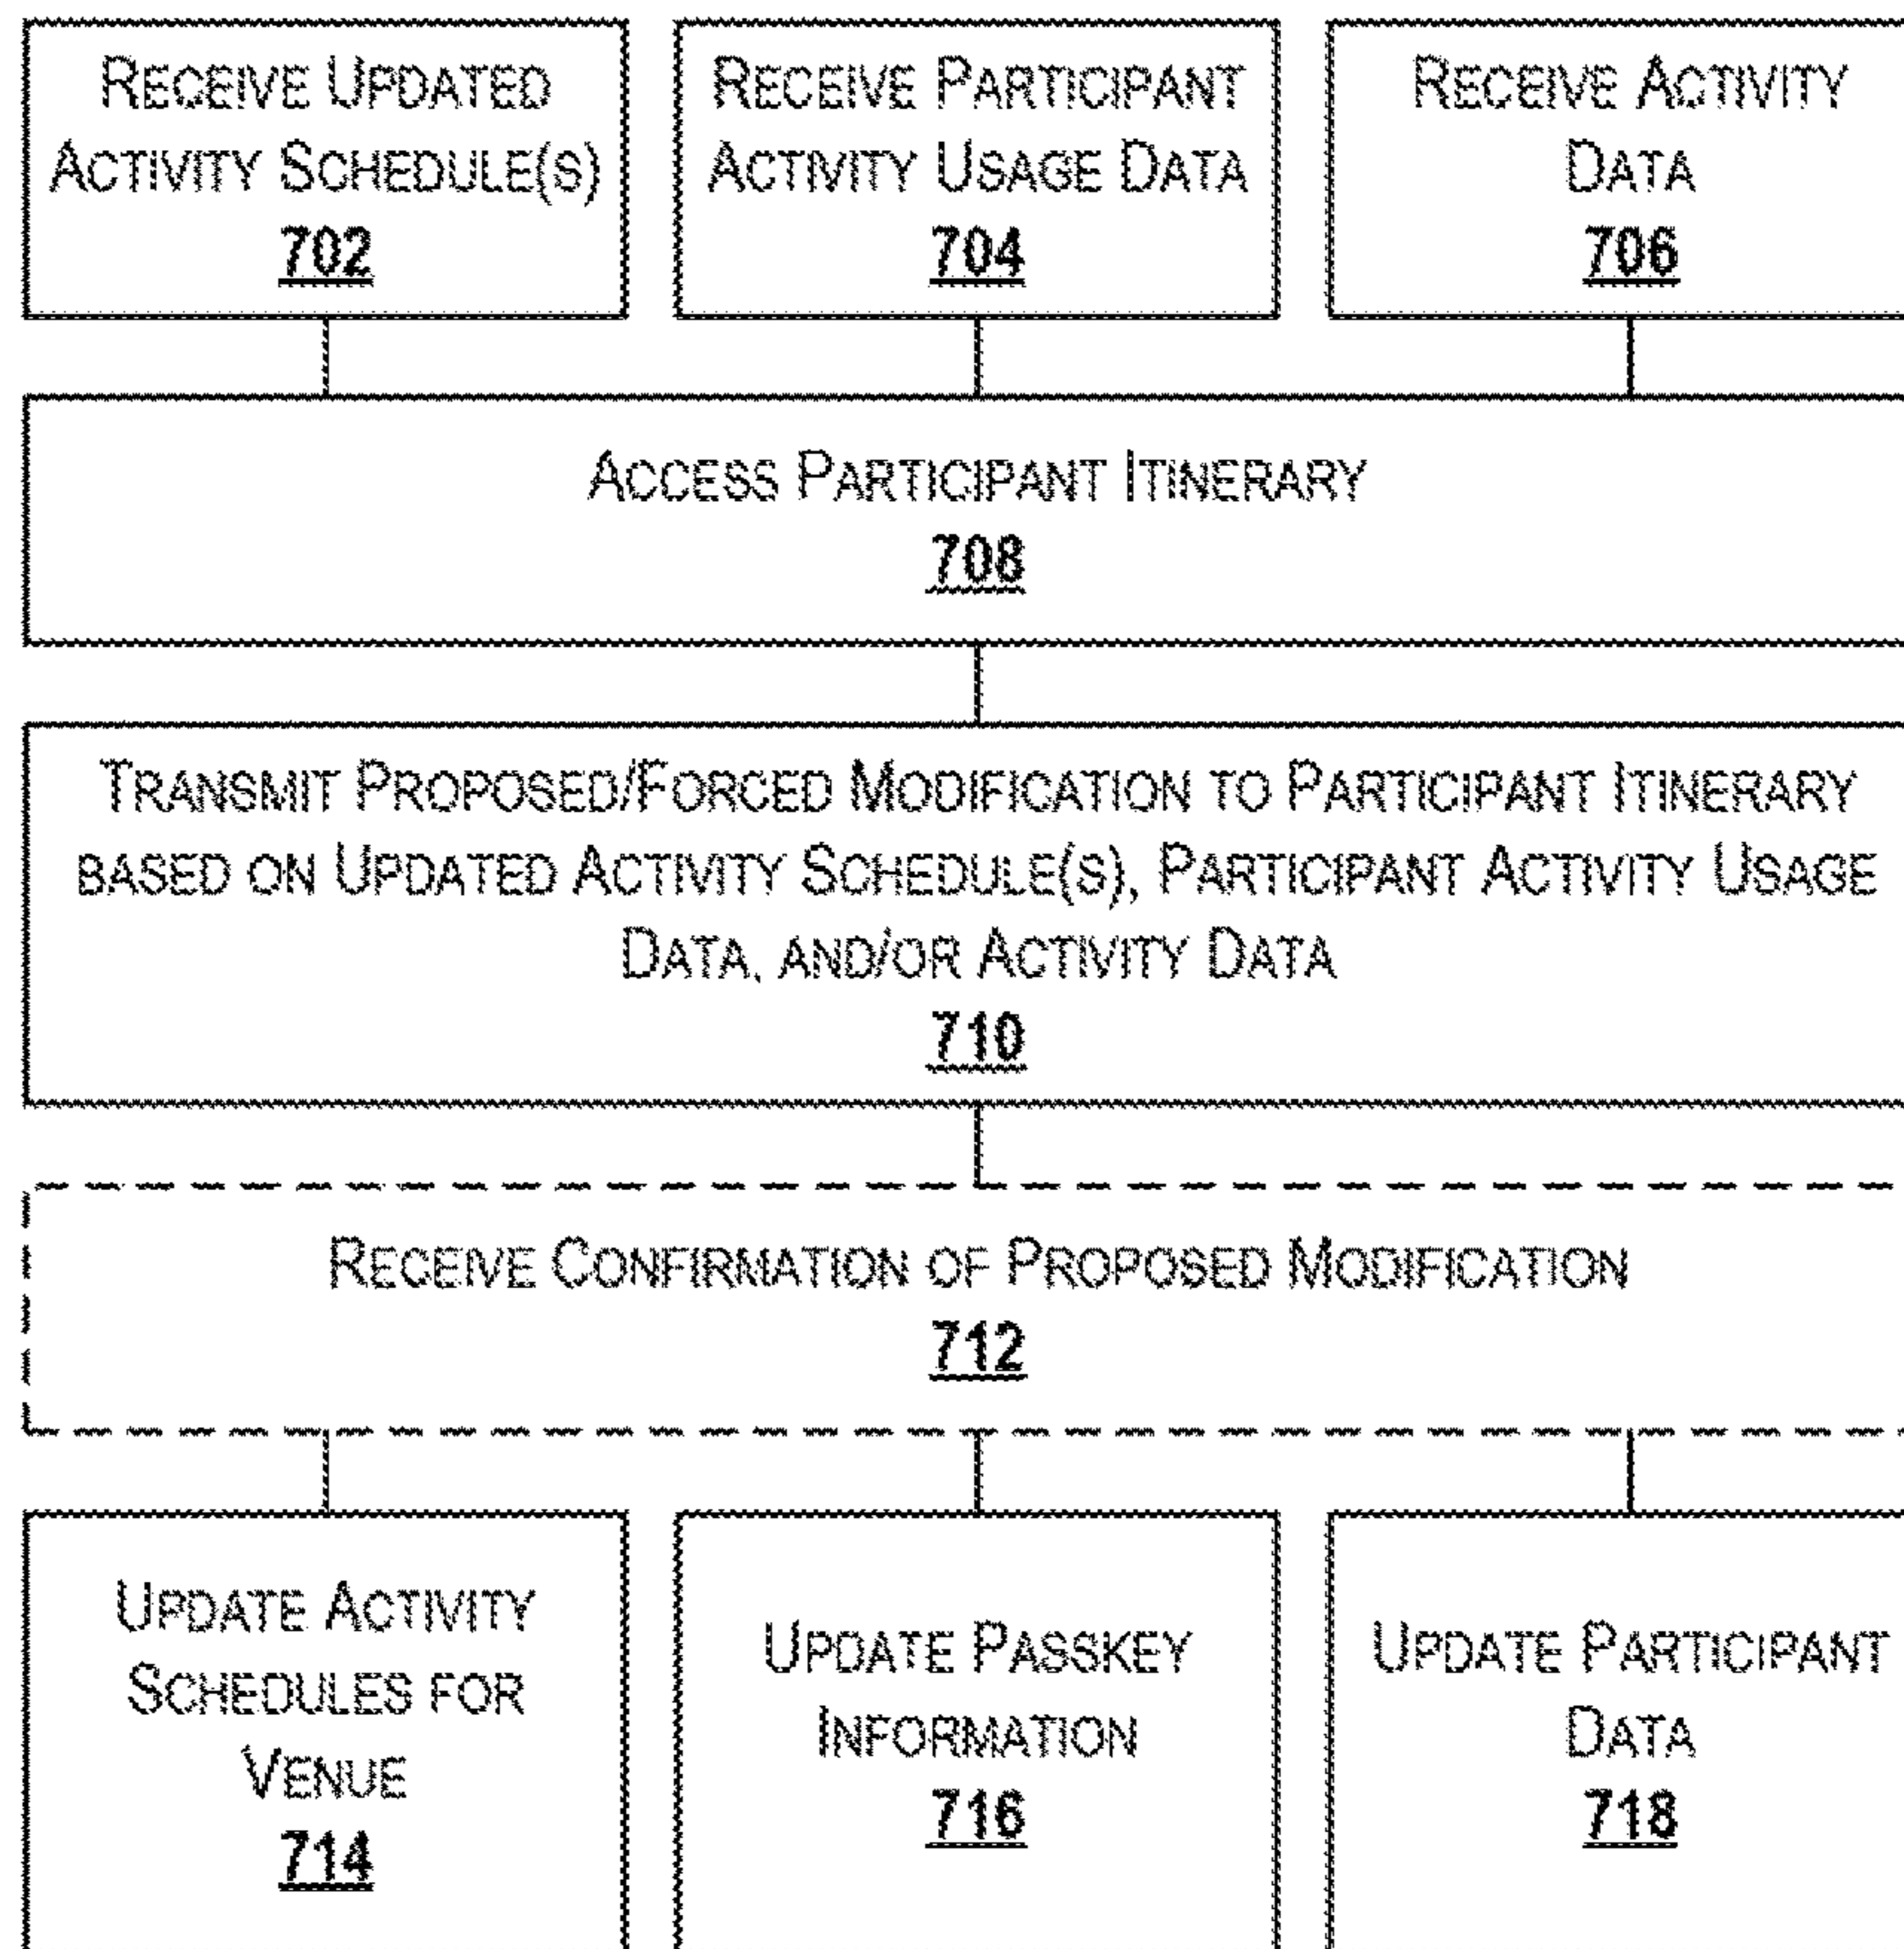 RECEIVE UPDATED
ACTIVITY SCHEDULE(S)
702
RECEIVE PARTICIPANT
ACTIVITY USAGE DATA
704
RECEIVE ACTIVITY
DATA
706
ACCESS PARTICIPANT ITINERARY
708
TRANSMIT PROPOSED/FORCED MODIFICATION TO PARTICIPANT ITINERARY
BASED ON UPDATED ACTIVITY SCHEDULE(S), PARTICIPANT ACTIVITY USAGE
DATA, AND/OR ACTIVITY DATA
710
RECEIVE CONFIRMATION OF PROPOSED MODIFICATION
712
UPDATE ACTIVITY
SCHEDULES FOR
VENUE
714
UPDATE PASSKEY
INFORMATION
716
UPDATE PARTICIPANT
DATA
718